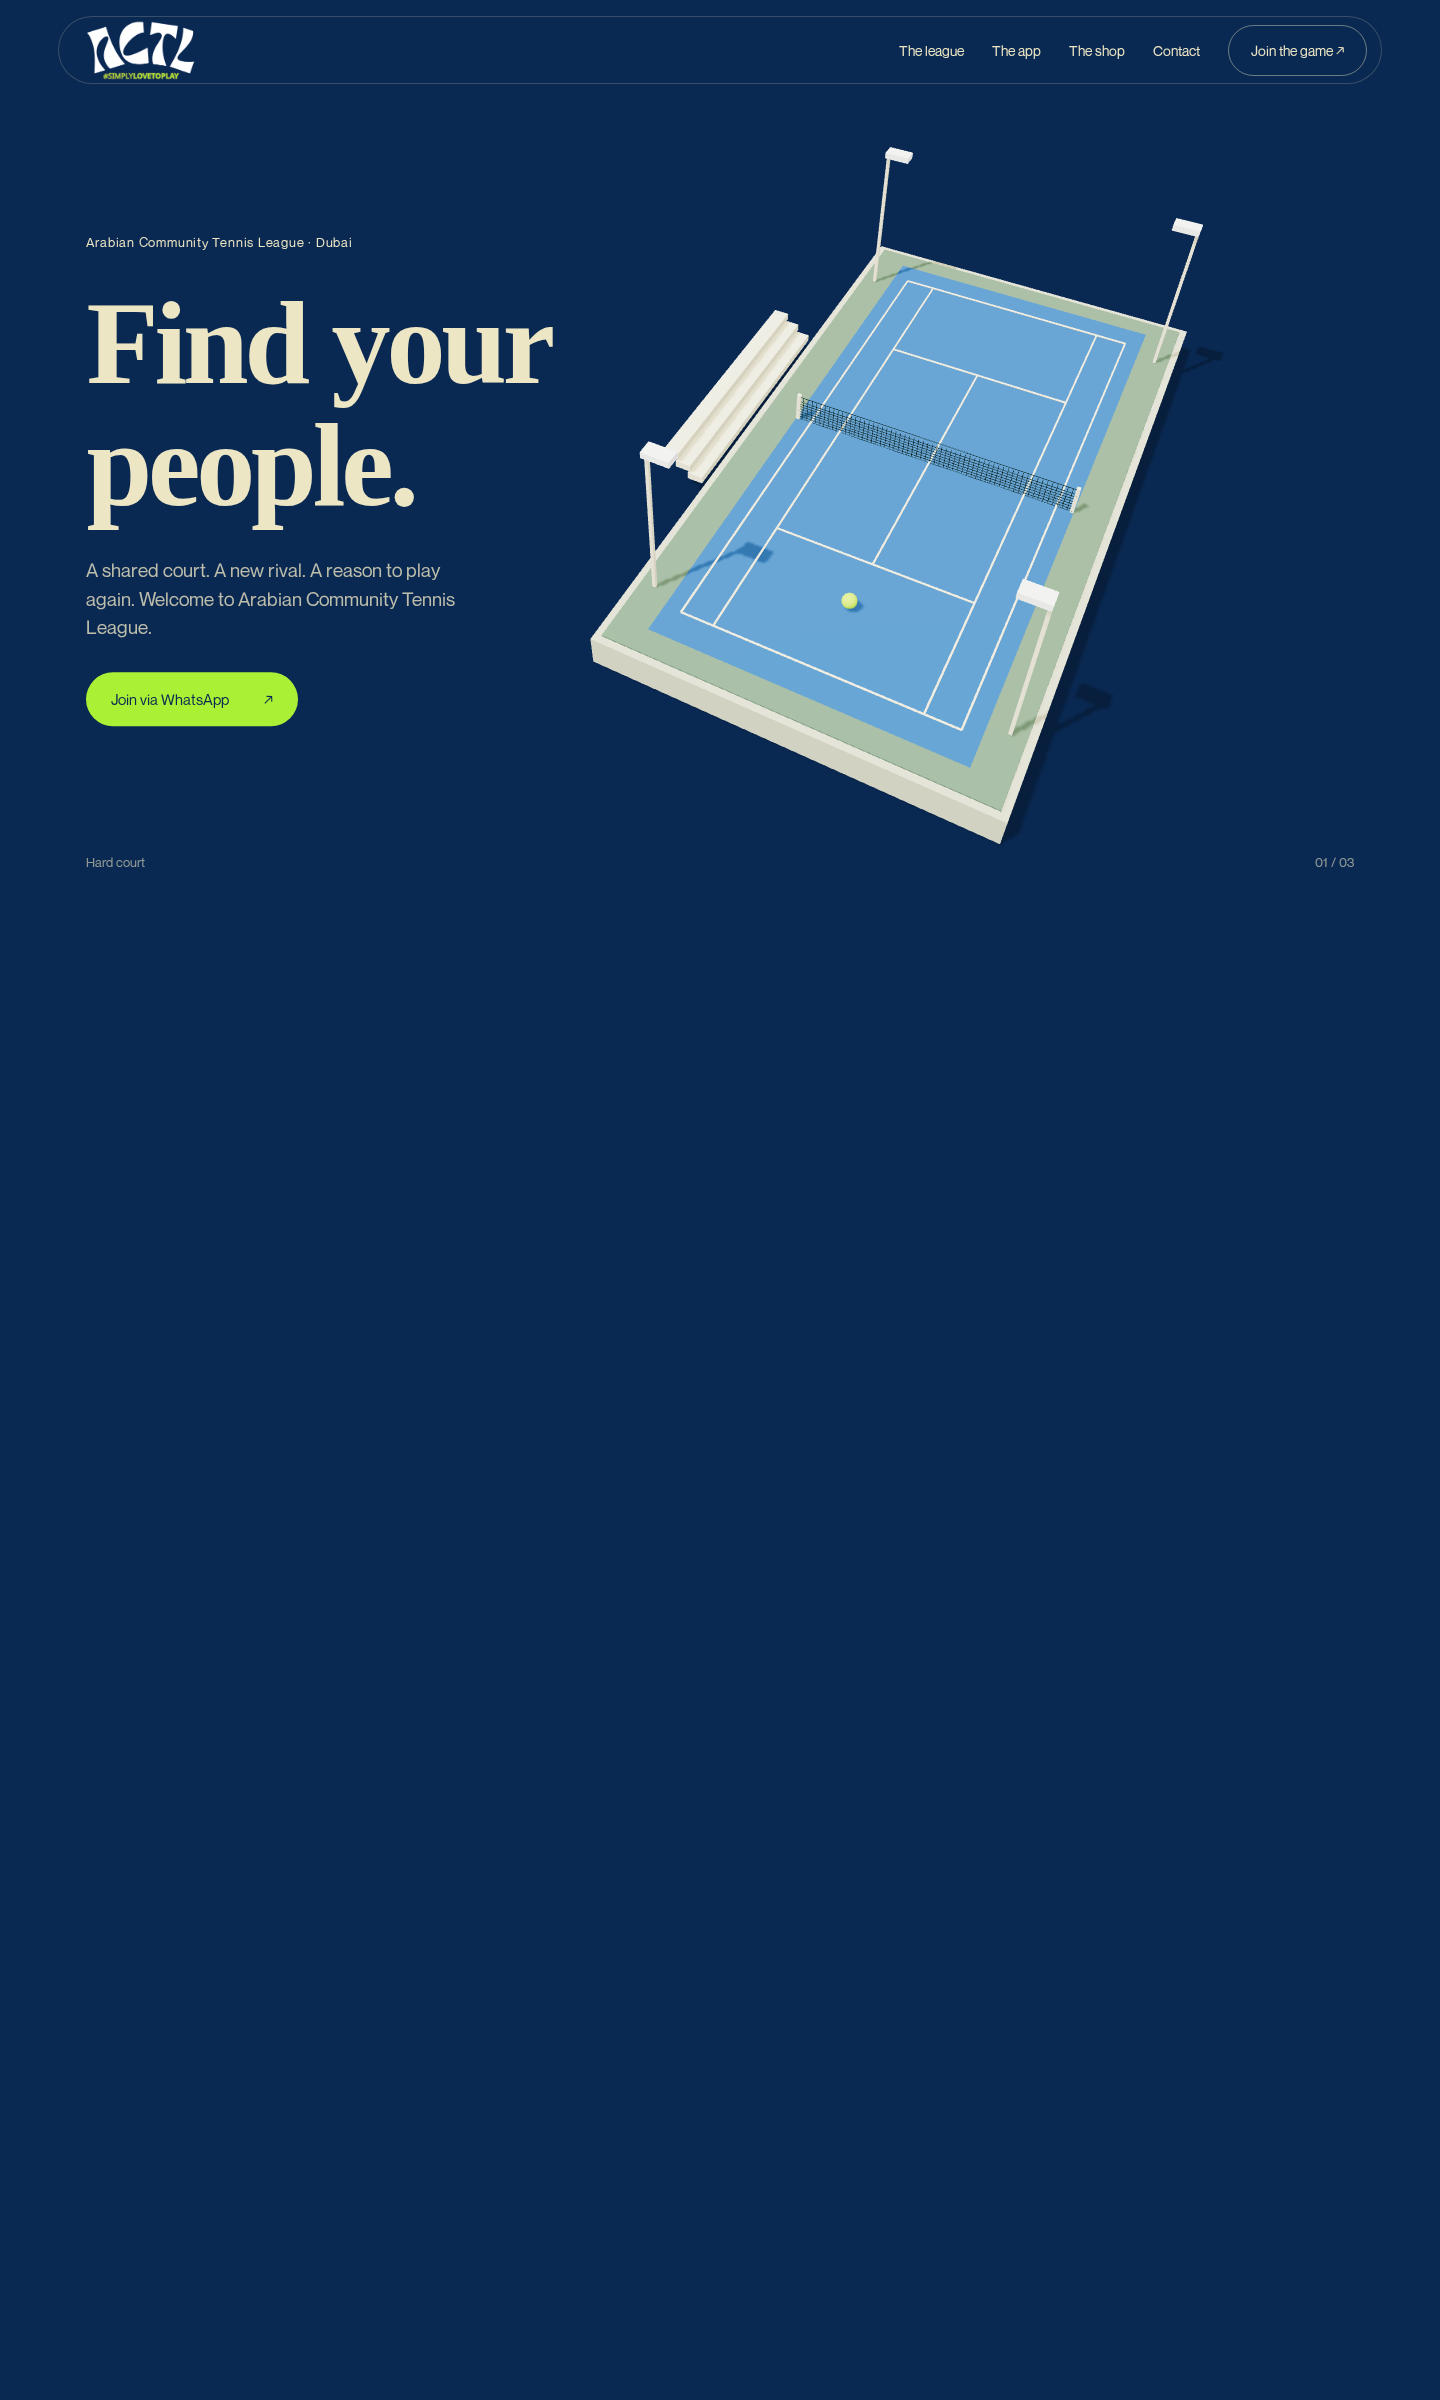 ACTL
#SIMPLYLOVETOPLAY
The league
The app
The shop
Contact
Join the game ↗
Arabian Community Tennis League · Dubai
Find your
people.
A shared court. A new rival. A reason to play
again. Welcome to Arabian Community Tennis
League.
Join via WhatsApp ↗
Hard court
01 / 03